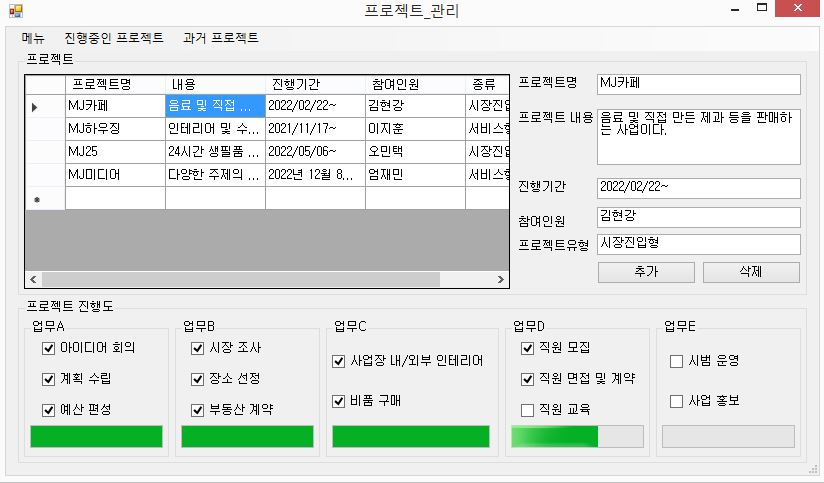 프로젝트_관리
메뉴 진행중인 프로젝트 과거 프로젝트
프로젝트
프로젝트명 내용 진행기간 참여인원 종류
MJ카페 음료 및 직접 ... 2022/02/22~ 김현강 시장진입
MJ하우징 인테리어 및 수... 2021/11/17~ 이지훈 서비스형
MJ25 24시간 생필품 ... 2022/05/06~ 오민택 시장진입
MJ미디어 다양한 주제의 ... 2022년 12월 8... 엄재민 서비스형
프로젝트명 MJ카페
프로젝트 내용 음료 및 직접 만든 제과 등을 판매하
는 사업이다.
진행기간 2022/02/22~
참여인원 김현강
프로젝트유형 시장진입형
추가 삭제
프로젝트 진행도
업무A
아이디어 회의
계획 수립
예산 편성
업무B
시장 조사
장소 선정
부동산 계약
업무C
사업장 내/외부 인테리어
비품 구매
업무D
직원 모집
직원 면접 및 계약
직원 교육
업무E
시범 운영
사업 홍보